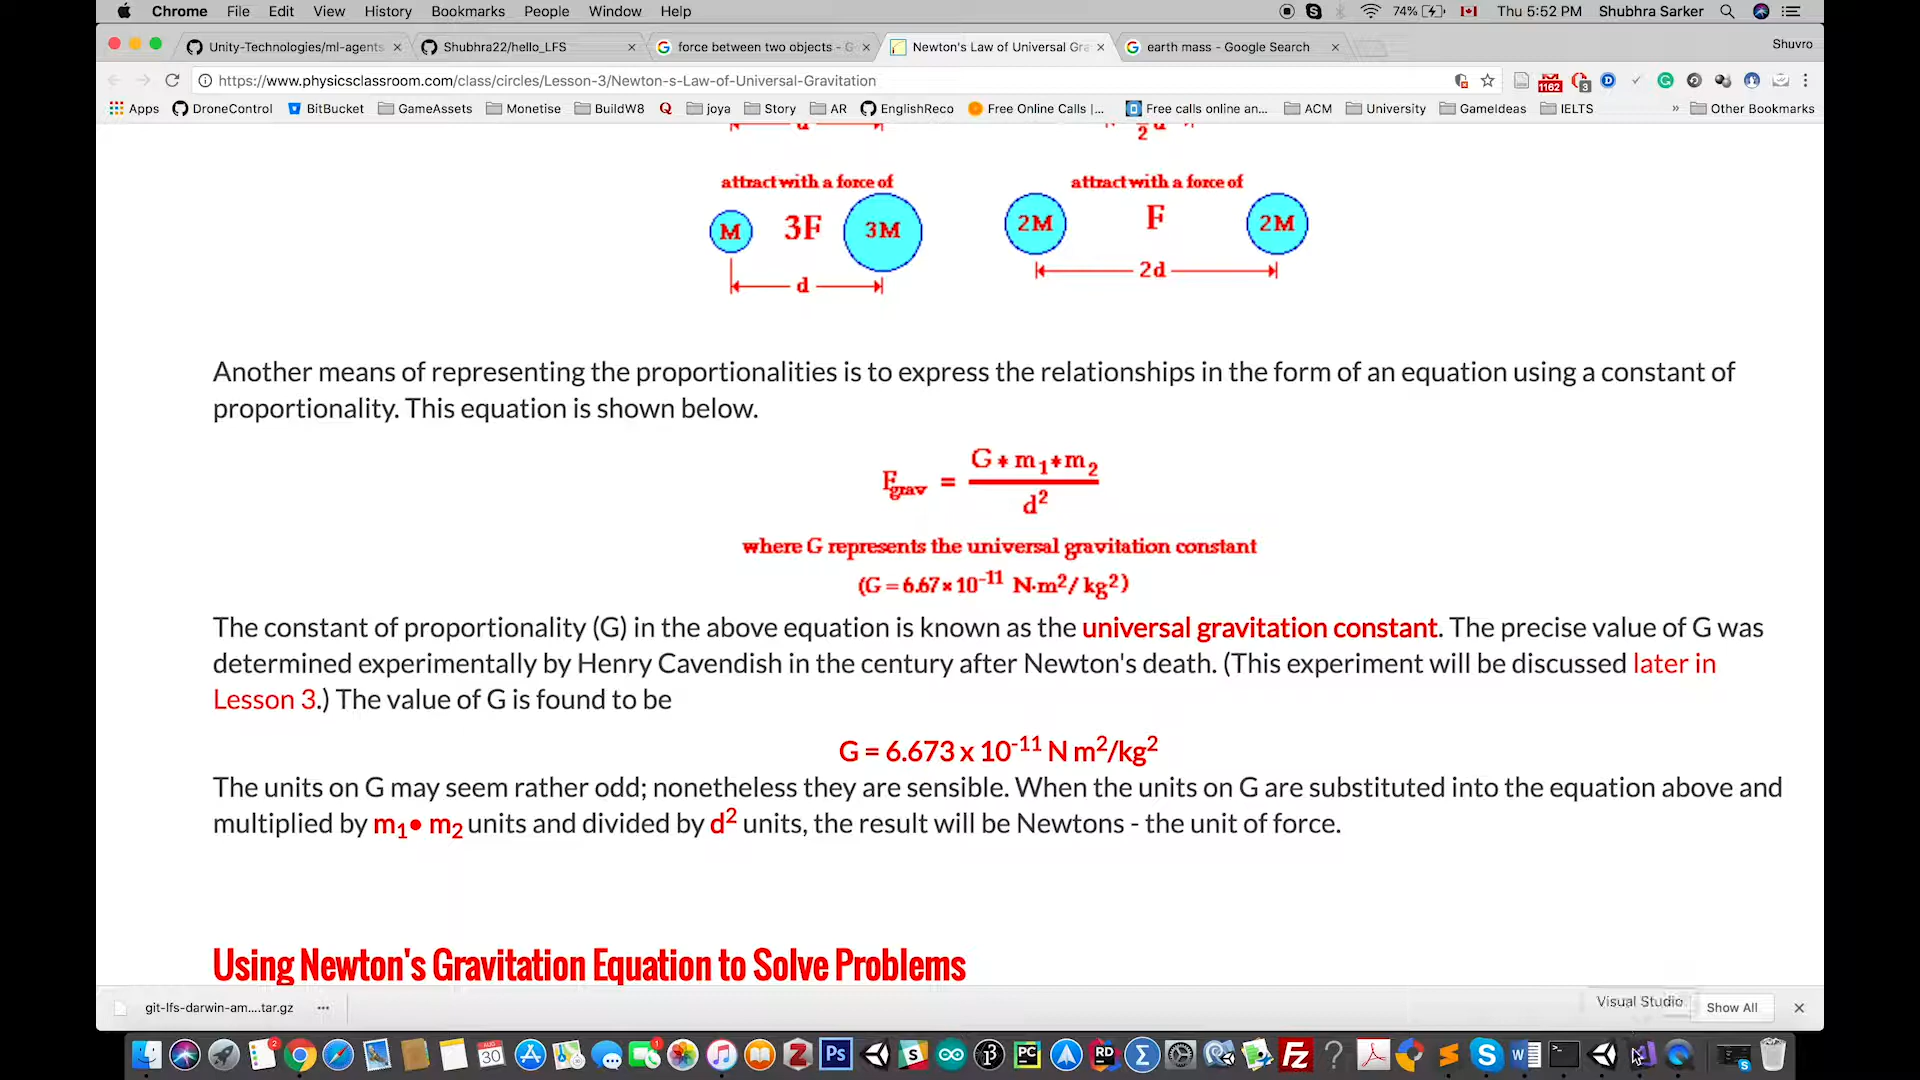 Chrome File Edit View History Bookmarks People Window Help 74% Thu 5:52 PM Shubhra Sarker
Unity-Technologies/ml-agents Shubhra22/hello_LFS force between two objects - G Newton's Law of Universal Gra earth mass - Google Search Shuvro
https://www.physicsclassroom.com/class/circles/Lesson-3/Newton-s-Law-of-Universal-Gravitation 1162 3
Apps DroneControl BitBucket GameAssets Monetise BuildW8 joya Story AR EnglishReco Free Online Calls |... Free calls online an... ACM University GameIdeas IELTS » Other Bookmarks
d 2 d
attract with a force of attract with a force of
M 3F 3M 2M F 2M
d 2d
Another means of representing the proportionalities is to express the relationships in the form of an equation using a constant of
proportionality. This equation is shown below.
Fgrav = G * m1 * m2 / d²
where G represents the universal gravitation constant
(G = 6.67 x 10⁻¹¹ N·m²/ kg²)
The constant of proportionality (G) in the above equation is known as the universal gravitation constant. The precise value of G was
determined experimentally by Henry Cavendish in the century after Newton's death. (This experiment will be discussed later in
Lesson 3.) The value of G is found to be
G = 6.673 x 10⁻¹¹ N m²/kg²
The units on G may seem rather odd; nonetheless they are sensible. When the units on G are substituted into the equation above and
multiplied by m₁• m₂ units and divided by d² units, the result will be Newtons - the unit of force.
Using Newton's Gravitation Equation to Solve Problems
git-lfs-darwin-am....tar.gz Visual Studio Show All
2 AUG 30 1 Ps S PC RD Fz ? S W